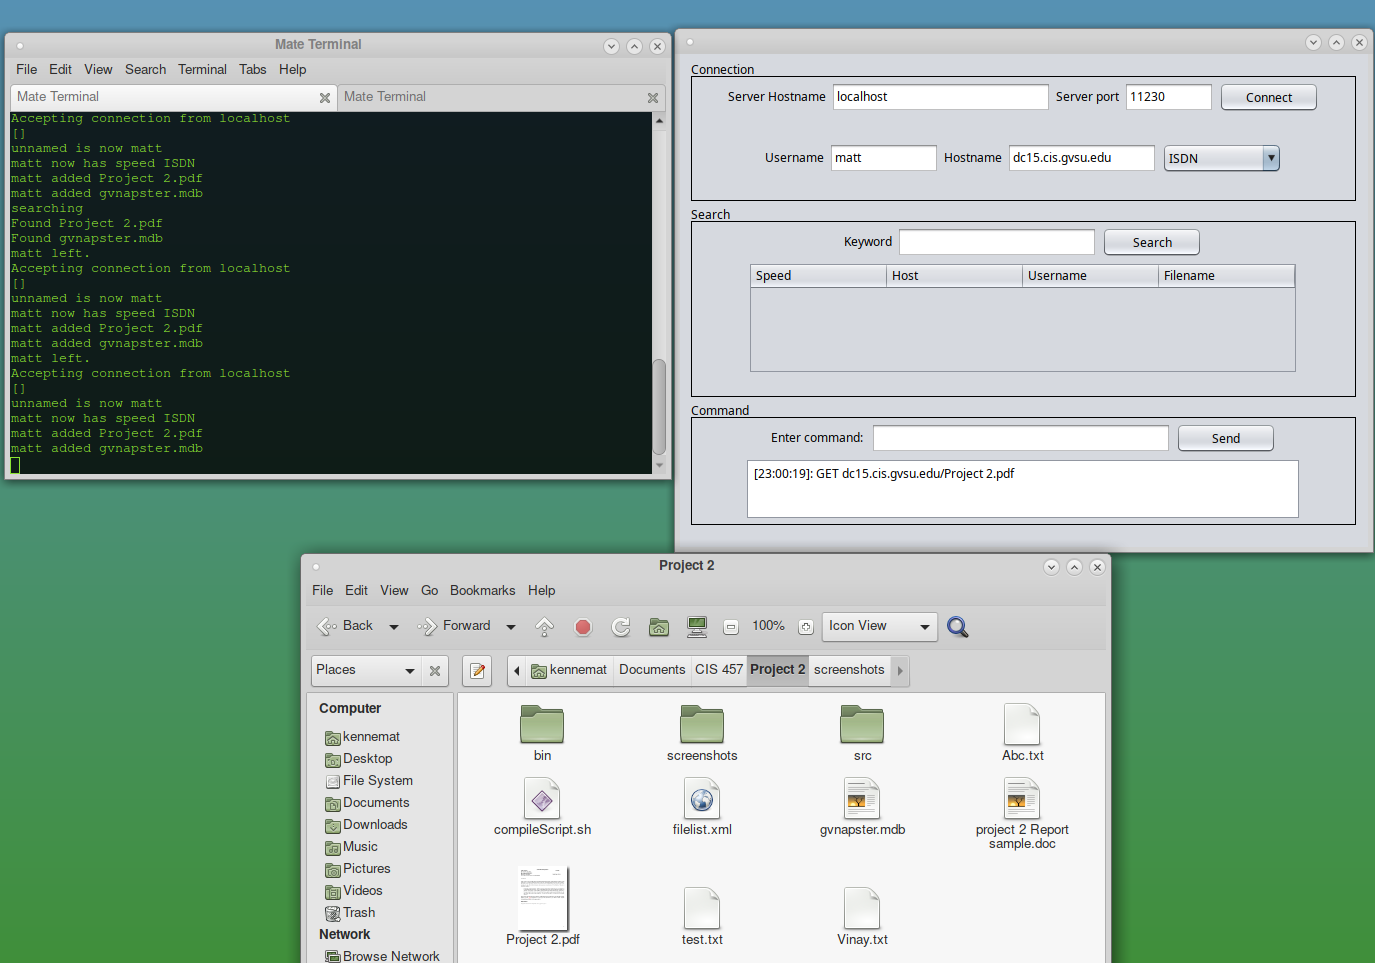 Mate Terminal
File Edit View Search Terminal Tabs Help
Mate Terminal
Mate Terminal
Accepting connection from localhost
[]
unnamed is now matt
matt now has speed ISDN
matt added Project 2.pdf
matt added gvnapster.mdb
searching
Found Project 2.pdf
Found gvnapster.mdb
matt left.
Accepting connection from localhost
[]
unnamed is now matt
matt now has speed ISDN
matt added Project 2.pdf
matt added gvnapster.mdb
matt left.
Accepting connection from localhost
[]
unnamed is now matt
matt now has speed ISDN
matt added Project 2.pdf
matt added gvnapster.mdb
Connection
Server Hostname localhost Server port 11230 Connect
Username matt Hostname dc15.cis.gvsu.edu ISDN
Search
Keyword Search
Speed Host Username Filename
Command
Enter command: Send
[23:00:19]: GET dc15.cis.gvsu.edu/Project 2.pdf
Project 2
File Edit View Go Bookmarks Help
Back Forward 100% Icon View
Places kennemat Documents CIS 457 Project 2 screenshots
Computer
kennemat
Desktop
File System
Documents
Downloads
Music
Pictures
Videos
Trash
Network
Browse Network
bin screenshots src Abc.txt
compileScript.sh filelist.xml gvnapster.mdb project 2 Report
sample.doc
Project 2.pdf test.txt Vinay.txt